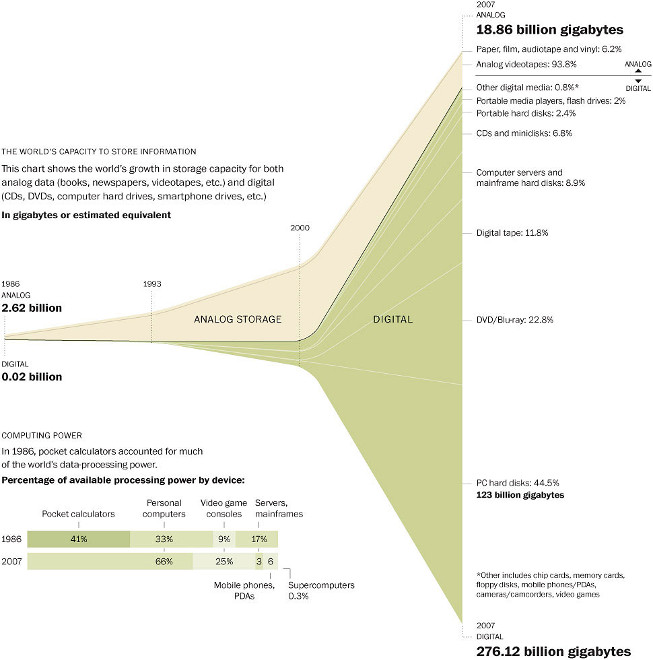 2007
ANALOG
18.86 billion gigabytes
Paper, film, audiotape and vinyl: 6.2%
Analog videotapes: 93.8%
ANALOG
DIGITAL
Other digital media: 0.8%*
Portable media players, flash drives: 2%
Portable hard disks: 2.4%
CDs and minidisks: 6.8%
Computer servers and
mainframe hard disks: 8.9%
Digital tape: 11.8%
DVD/Blu-ray: 22.8%
PC hard disks: 44.5%
123 billion gigabytes
*Other includes chip cards, memory cards,
floppy disks, mobile phones/PDAs,
cameras/camcorders, video games
2007
DIGITAL
276.12 billion gigabytes
THE WORLD'S CAPACITY TO STORE INFORMATION
This chart shows the world's growth in storage capacity for both
analog data (books, newspapers, videotapes, etc.) and digital
(CDs, DVDs, computer hard drives, smartphone drives, etc.)
In gigabytes or estimated equivalent
1986
ANALOG
2.62 billion
DIGITAL
0.02 billion
1993
2000
ANALOG STORAGE
DIGITAL
COMPUTING POWER
In 1986, pocket calculators accounted for much
of the world's data-processing power.
Percentage of available processing power by device:
Pocket calculators
Personal
computers
Video game
consoles
Servers,
mainframes
1986 41% 33% 9% 17%
2007 66% 25% 3 6
Mobile phones,
PDAs
Supercomputers
0.3%